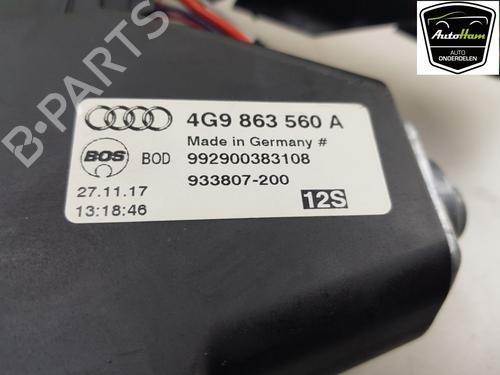 AutoHam
AUTO
ONDERDELEN
4G9 863 560 A
Made in Germany #
BOS BOD 992900383108
27.11.17 933807-200
13:18:46 12S
B-PARTS